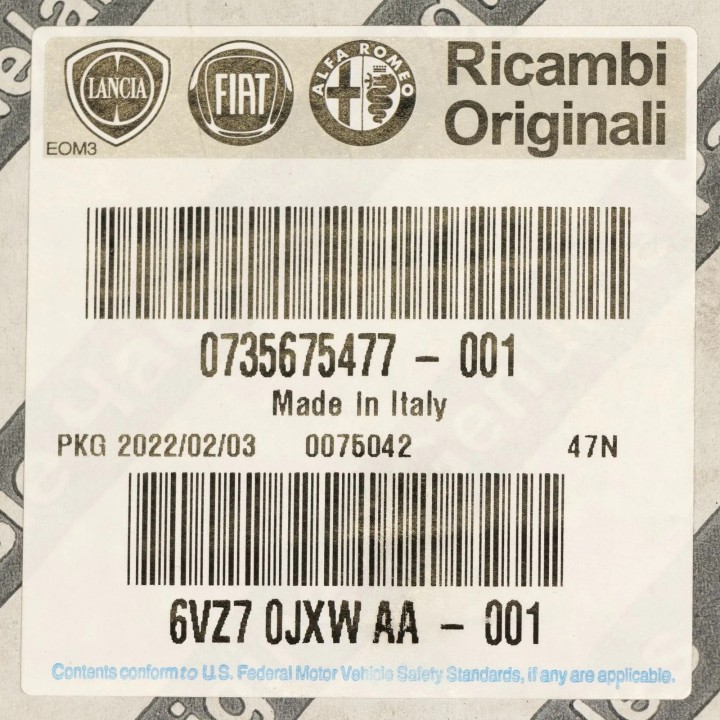 LANCIA FIAT ALFA ROMEO Ricambi
Originali
EOM3
0735675477 – 001
Made In Italy
PKG 2022/02/03 0075042 47N
6VZ7 0JXW AA – 001
Contents conform to U.S. Federal Motor Vehicle Safety Standards, if any are applicable.